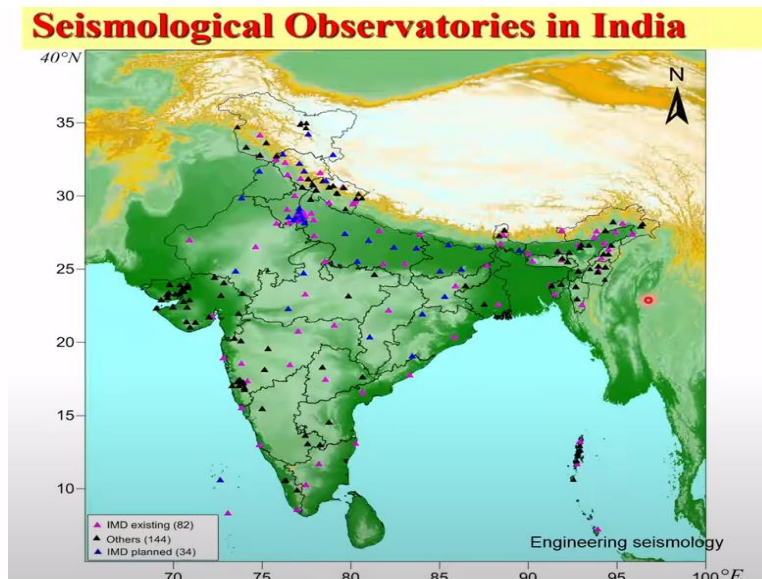 Seismological Observatories in India
40°N
N
35
30
25
20
15
10
IMD existing (82)
Others (144)
IMD planned (34)
Engineering seismology
70
75
80
85
90
95
100°E